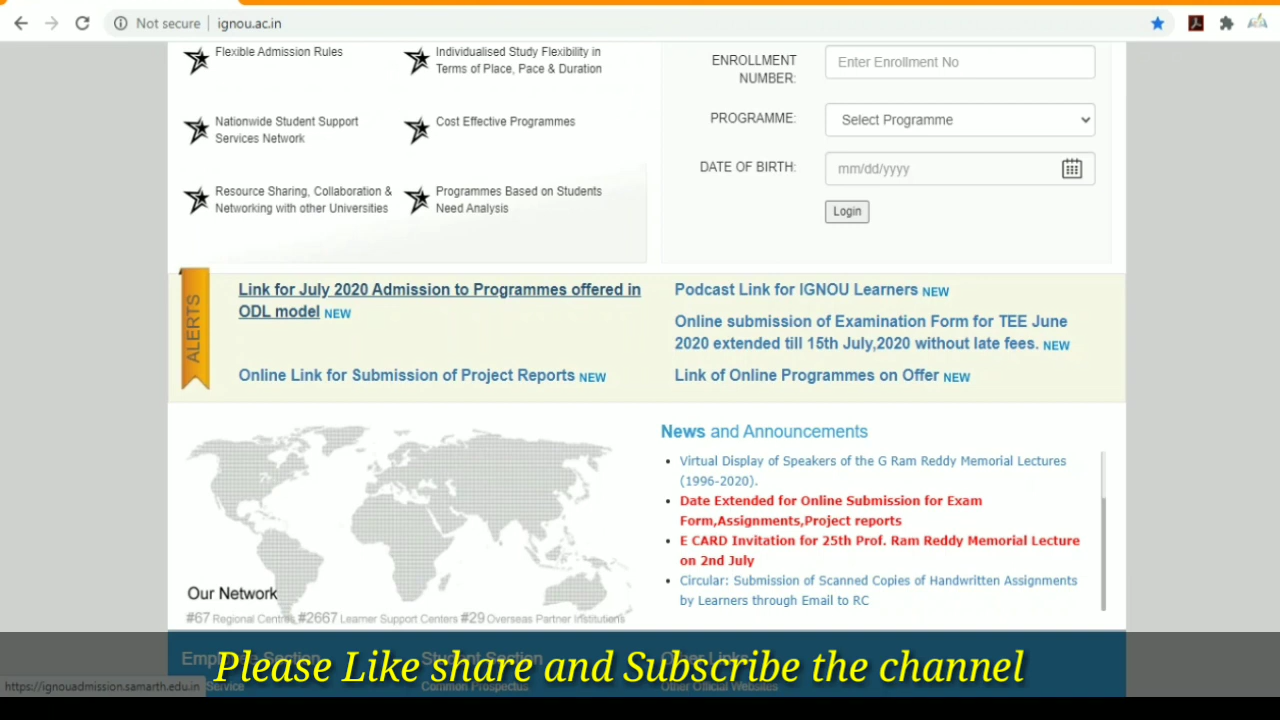 Not secure
ignou.ac.in
Flexible Admission Rules
Individualised Study Flexibility in
Terms of Place, Pace & Duration
Nationwide Student Support
Services Network
Cost Effective Programmes
Resource Sharing, Collaboration &
Networking with other Universities
Programmes Based on Students
Need Analysis
ENROLLMENT
NUMBER:
Enter Enrollment No
PROGRAMME:
Select Programme
DATE OF BIRTH:
mm/dd/yyyy
Login
ALERTS
Link for July 2020 Admission to Programmes offered in
ODL model NEW
Online Link for Submission of Project Reports NEW
Podcast Link for IGNOU Learners NEW
Online submission of Examination Form for TEE June
2020 extended till 15th July,2020 without late fees. NEW
Link of Online Programmes on Offer NEW
Our Network
#67 Regional Centres #2667 Learner Support Centers #29 Overseas Partner Institutions
News and Announcements
Virtual Display of Speakers of the G Ram Reddy Memorial Lectures
(1996-2020).
Date Extended for Online Submission for Exam
Form,Assignments,Project reports
E CARD Invitation for 25th Prof. Ram Reddy Memorial Lecture
on 2nd July
Circular: Submission of Scanned Copies of Handwritten Assignments
by Learners through Email to RC
Student Section
Please Like share and Subscribe the channel
https://ignouadmission.samarth.edu.in
Service
Common Prospectus
Other Official Websites